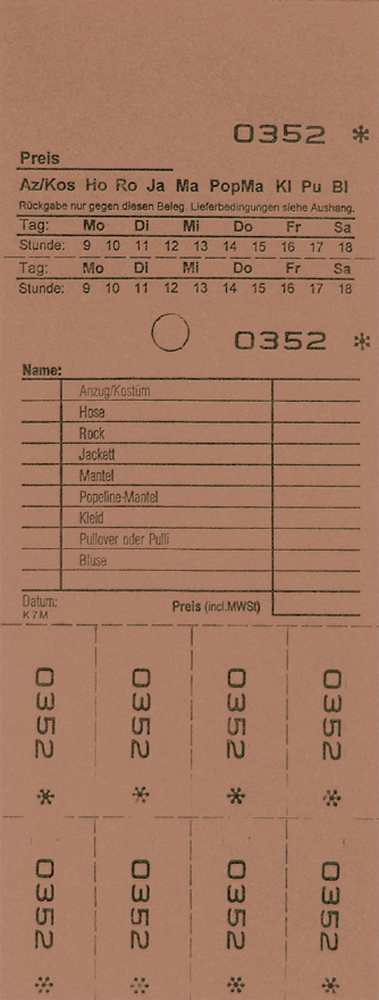 0352 *
Preis
Az/Kos Ho Ro Ja Ma PopMa Kl Pu Bl
Rückgabe nur gegen diesen Beleg. Lieferbedingungen siehe Aushang.
Tag: Mo Di Mi Do Fr Sa
Stunde: 9 10 11 12 13 14 15 16 17 18
Tag: Mo Di Mi Do Fr Sa
Stunde: 9 10 11 12 13 14 15 16 17 18
0352 *
Name:
Anzug/Kostüm
Hose
Rock
Jackett
Mantel
Popeline-Mantel
Kleid
Pullover oder Pulli
Bluse
Datum: Preis (incl.MWSt)
K 7 M
0352 * 0352 * 0352 * 0352 *
0352 * 0352 * 0352 * 0352 *